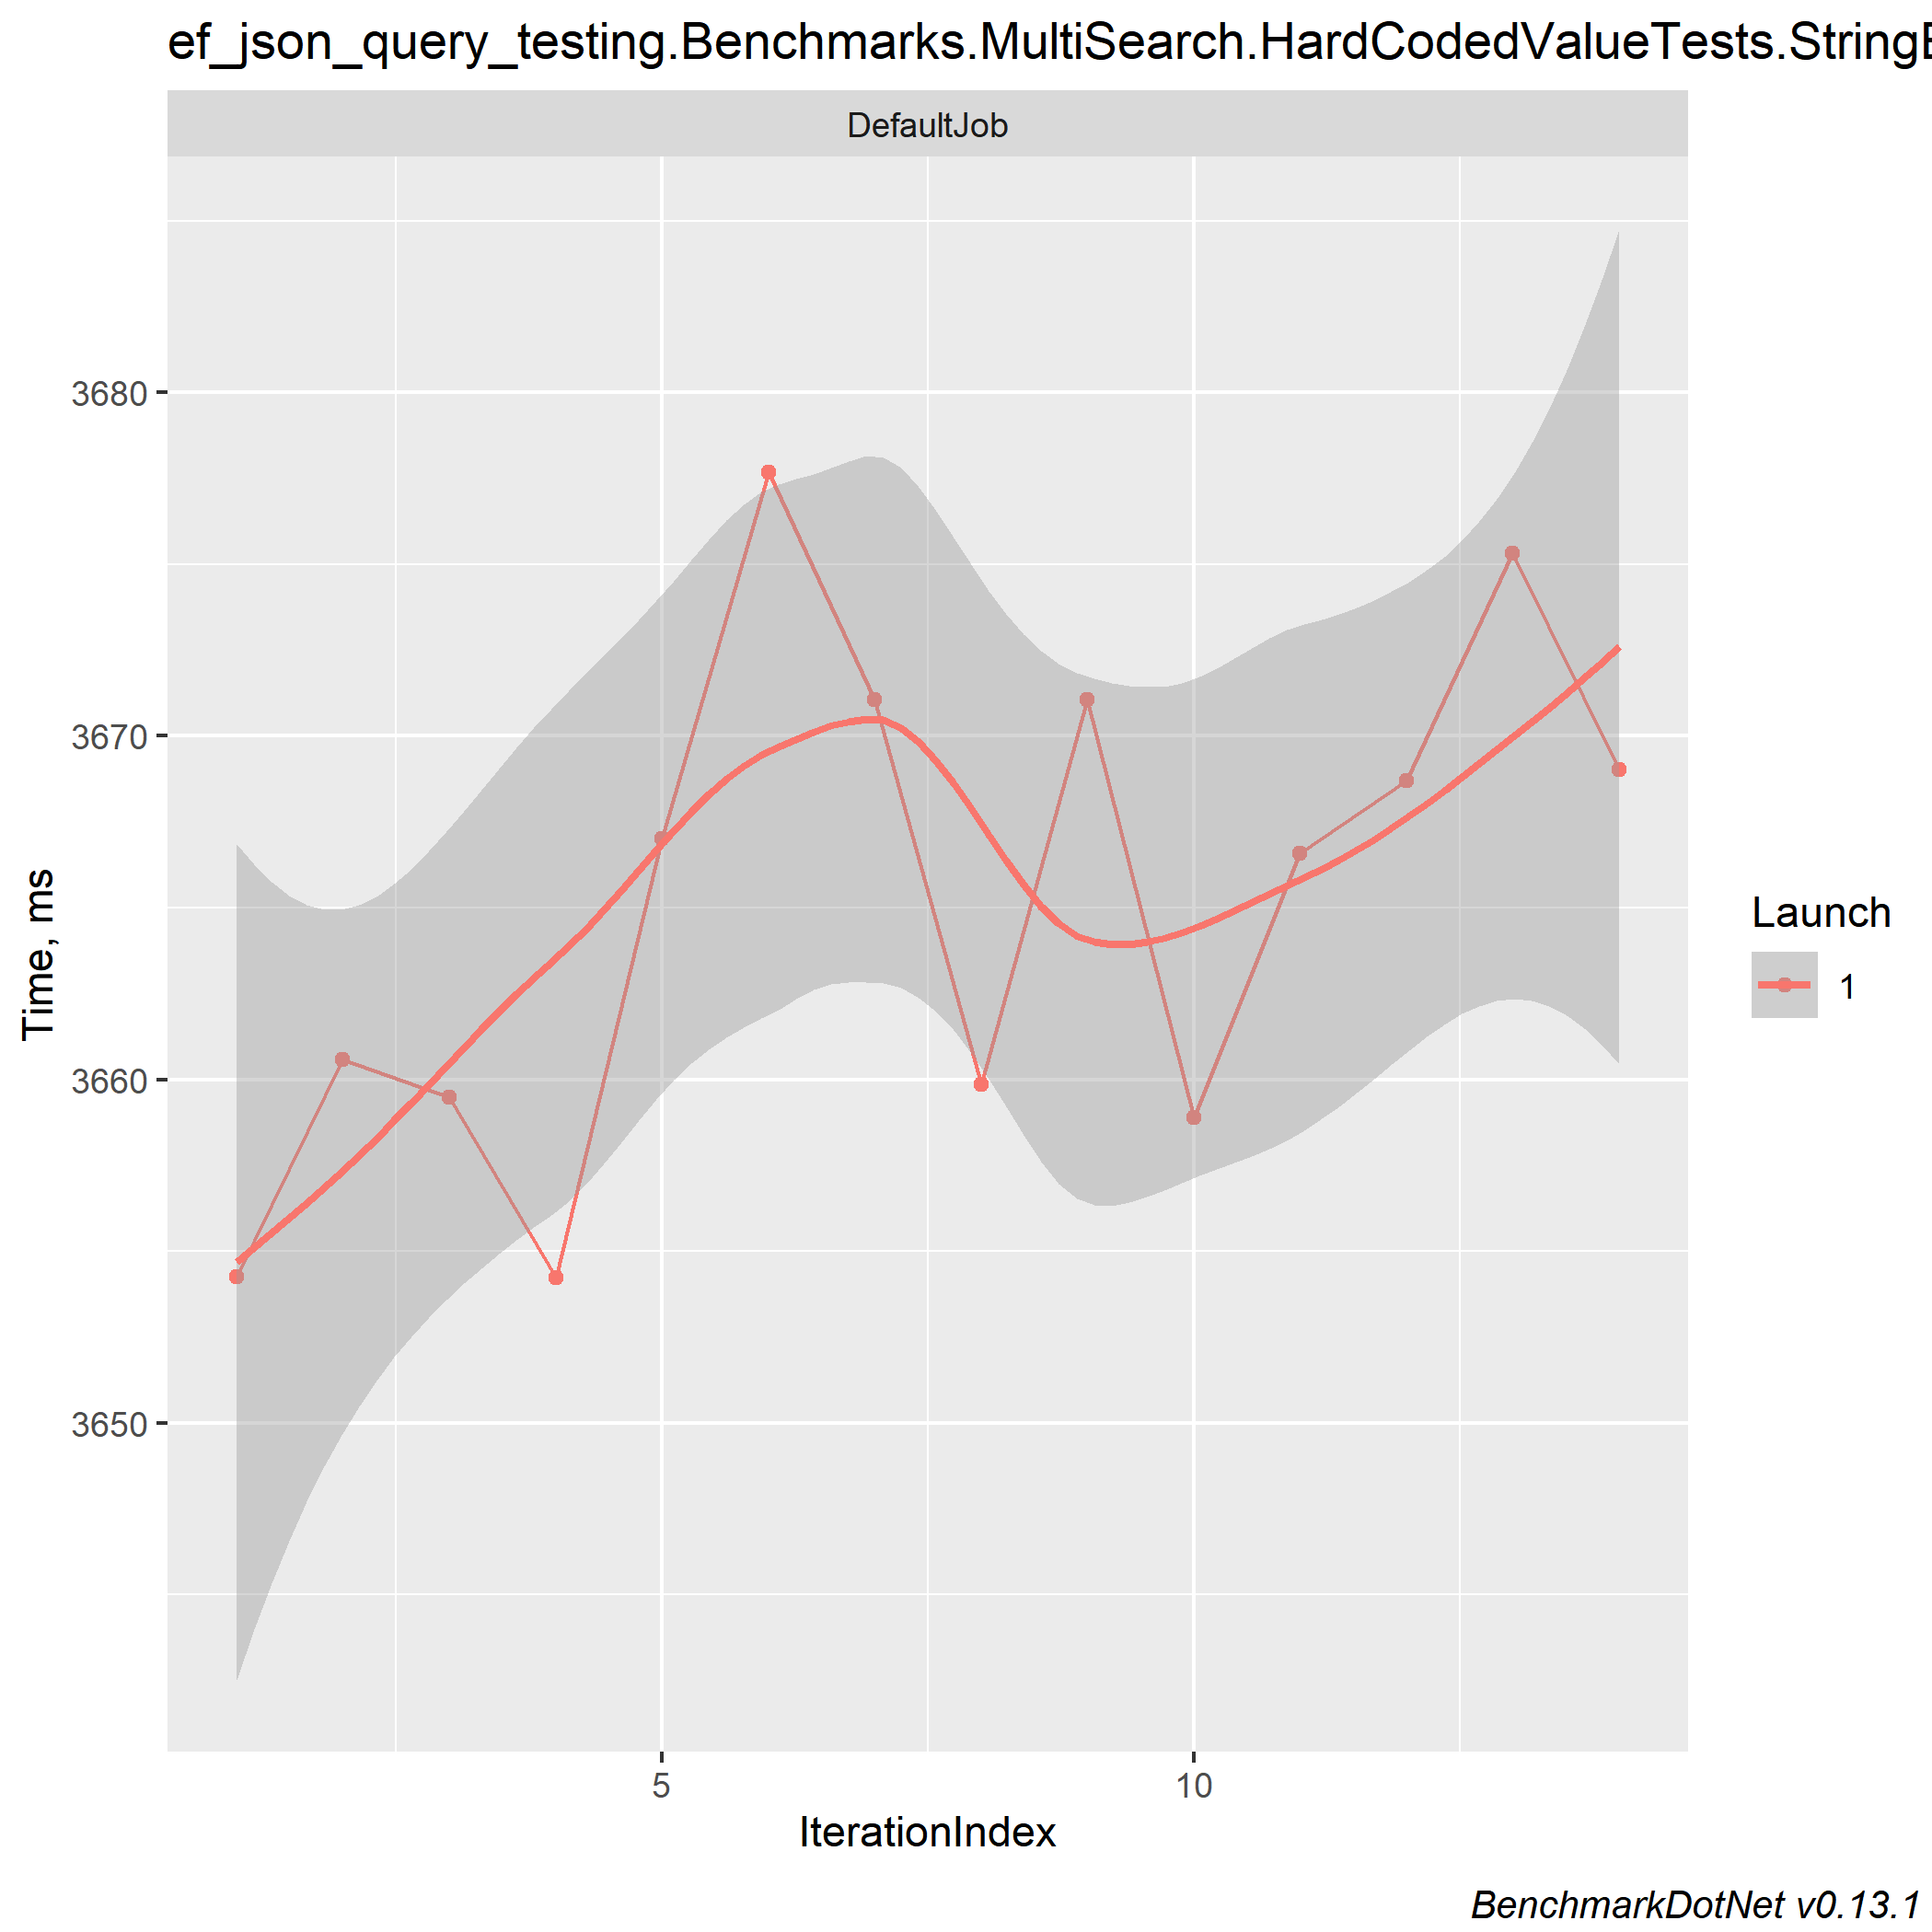 ef_json_query_testing.Benchmarks.MultiSearch.HardCodedValueTests.String
DefaultJob
3680
3670
3660
3650
Time, ms
5
10
IterationIndex
Launch
1
BenchmarkDotNet v0.13.1